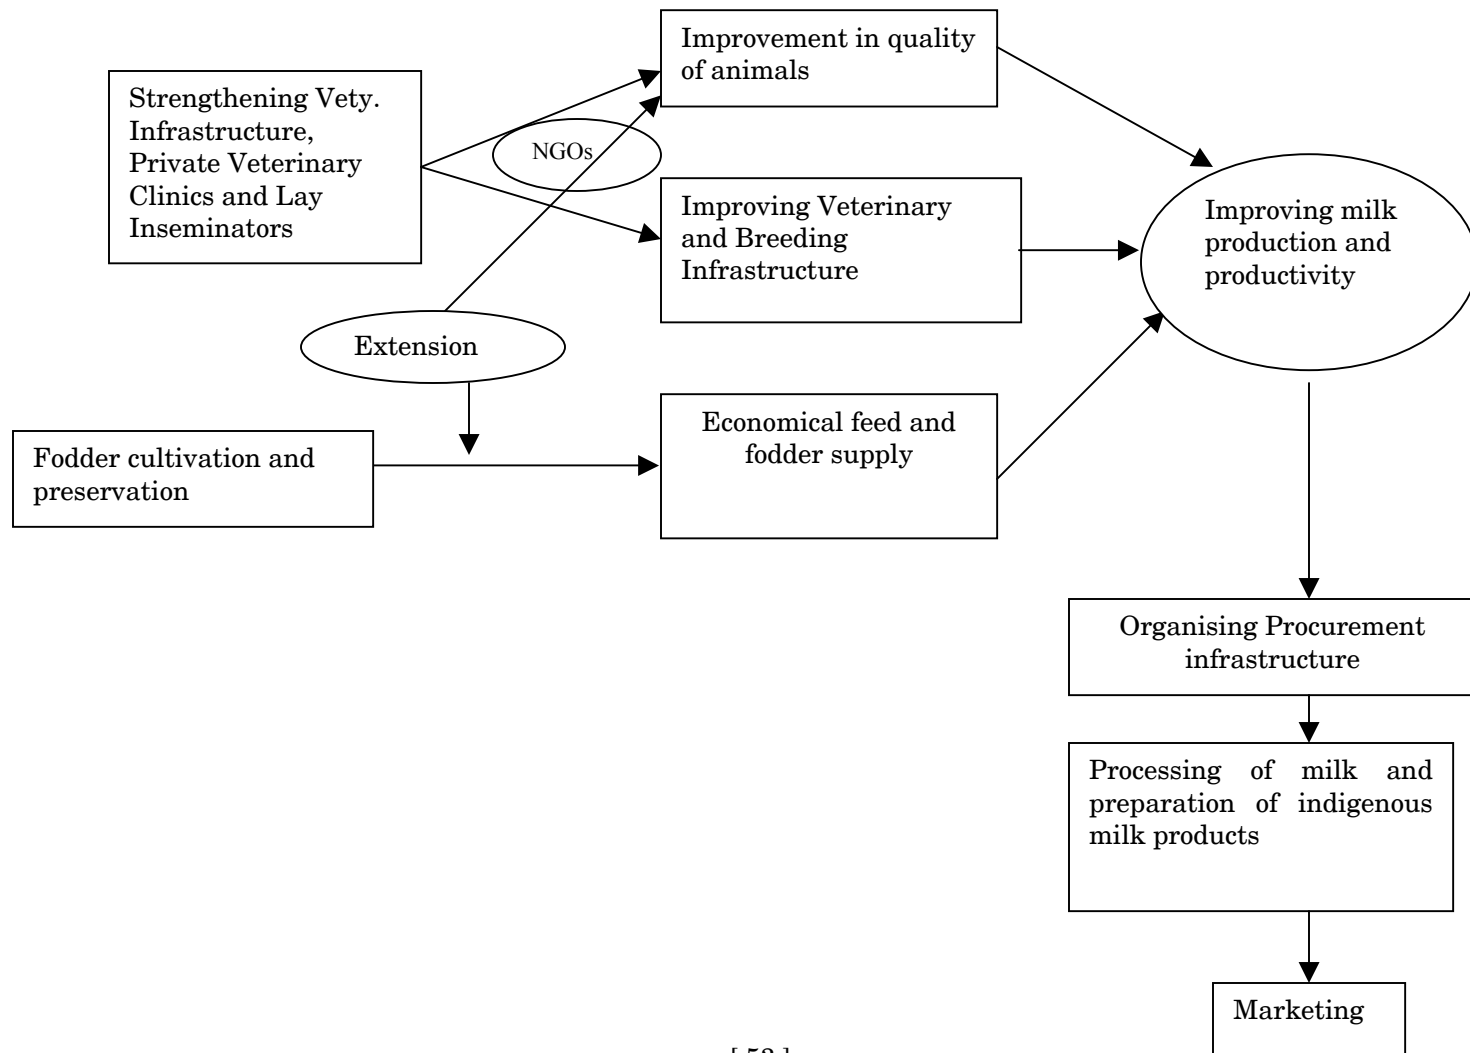 Improvement in quality
of animals
Strengthening Vety.
Infrastructure,
Private Veterinary
Clinics and Lay
Inseminators
NGOs
Improving Veterinary
and Breeding
Infrastructure
Improving milk
production and
productivity
Extension
Economical feed and
fodder supply
Fodder cultivation and
preservation
Organising Procurement
infrastructure
Processing of milk and
preparation of indigenous
milk products
Marketing